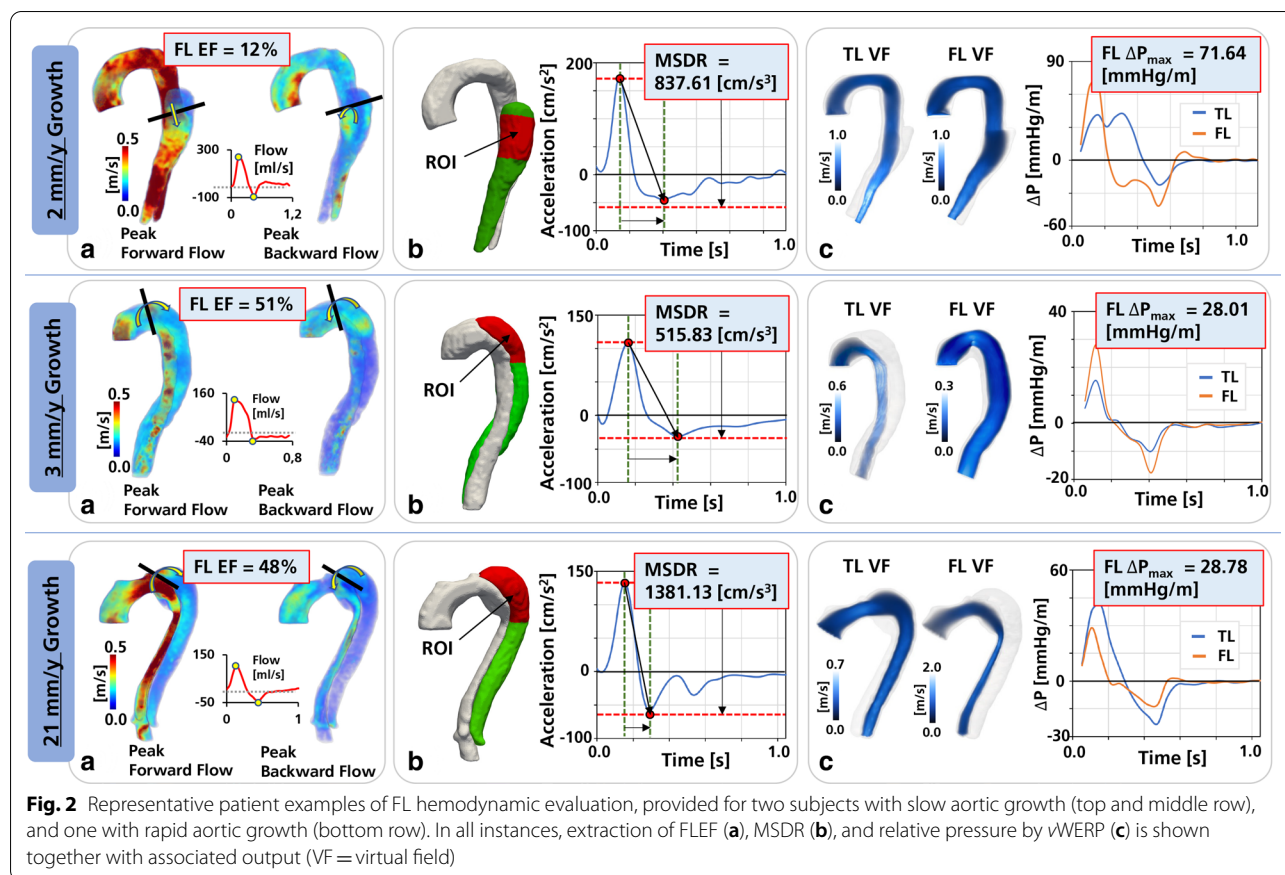 2 mm/y Growth
FL EF = 12%
0.5
[m/s]
0.0
300
Flow
[ml/s]
-100
0
1,2
Peak
Forward Flow
Peak
Backward Flow
a
ROI
b
MSDR =
837.61 [cm/s³]
Acceleration [cm/s²]
200
0
-100
0.0
1.0
Time [s]
TL VF
FL VF
1.0
[m/s]
0.0
1.0
[m/s]
0.0
c
FL ΔPmax = 71.64
[mmHg/m]
ΔP [mmHg/m]
90
0
-60
TL
FL
0.0
1.0
Time [s]
3 mm/y Growth
FL EF = 51%
0.5
[m/s]
0.0
160
Flow
[ml/s]
-40
0
0,8
Peak
Forward Flow
Peak
Backward Flow
a
ROI
b
MSDR =
515.83 [cm/s³]
Acceleration [cm/s²]
150
0
-100
0.0
1.0
Time [s]
TL VF
FL VF
0.6
[m/s]
0.0
0.3
[m/s]
0.0
c
FL ΔPmax = 28.01
[mmHg/m]
ΔP [mmHg/m]
40
0
-20
TL
FL
0.0
1.0
Time [s]
21 mm/y Growth
FL EF = 48%
0.5
[m/s]
0.0
150
Flow
[ml/s]
-50
0
1
Peak
Forward Flow
Peak
Backward Flow
a
ROI
b
MSDR =
1381.13 [cm/s³]
Acceleration [cm/s²]
150
0
-100
0.0
1.0
Time [s]
TL VF
FL VF
0.7
[m/s]
0.0
2.0
[m/s]
0.0
c
FL ΔPmax = 28.78
[mmHg/m]
ΔP [mmHg/m]
60
0
-30
TL
FL
0.0
1.0
Time [s]
Fig. 2 Representative patient examples of FL hemodynamic evaluation, provided for two subjects with slow aortic growth (top and middle row),
and one with rapid aortic growth (bottom row). In all instances, extraction of FLEF (a), MSDR (b), and relative pressure by vWERP (c) is shown
together with associated output (VF = virtual field)